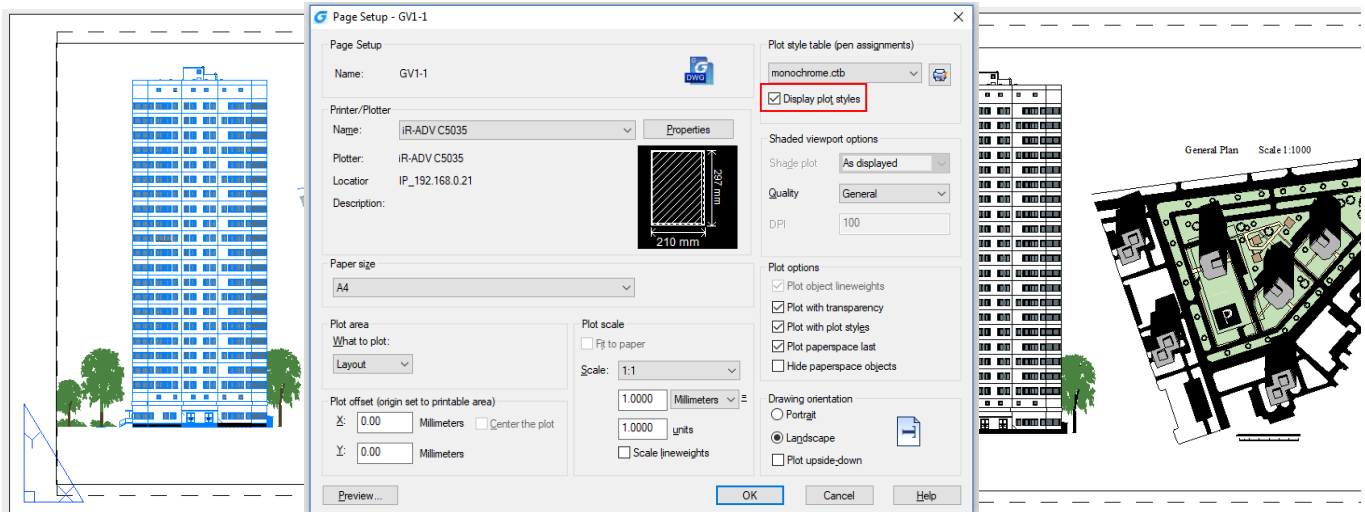 Page Setup - GV1-1
Page Setup
Name: GV1-1
DWG
Printer/Plotter
Name: iR-ADV C5035 Properties
Plotter: iR-ADV C5035
Locatior IP_192.168.0.21
Description:
297 mm
210 mm
Paper size
A4
Plot area
What to plot:
Layout
Plot offset (origin set to printable area)
X: 0.00 Millimeters Center the plot
Y: 0.00 Millimeters
Plot scale
Fit to paper
Scale: 1:1
1.0000 Millimeters =
1.0000 units
Scale lineweights
Plot style table (pen assignments)
monochrome.ctb
Display plot styles
Shaded viewport options
Shade plot As displayed
Quality General
DPI 100
Plot options
Plot object lineweights
Plot with transparency
Plot with plot styles
Plot paperspace last
Hide paperspace objects
Drawing orientation
Portrait
Landscape
Plot upside-down
Preview... OK Cancel Help
General Plan Scale 1:1000
P